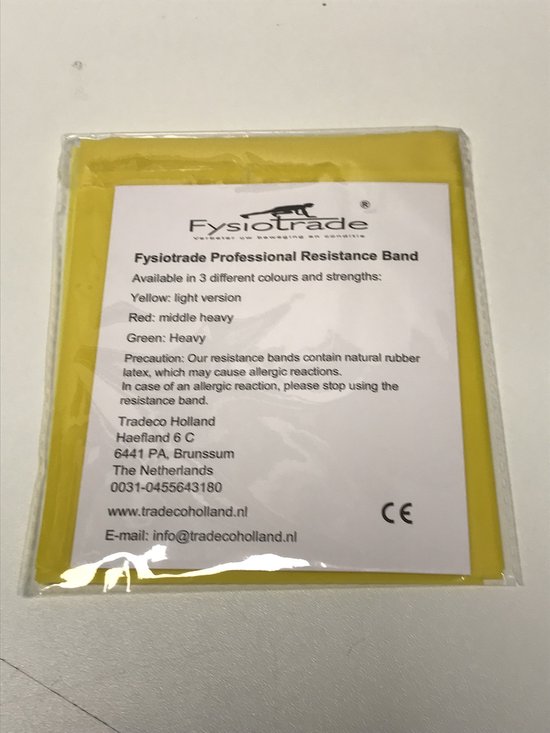 Fysiotrade ®
Verbeter uw beweging en conditie
Fysiotrade Professional Resistance Band
Available in 3 different colours and strengths:
Yellow: light version
Red: middle heavy
Green: Heavy
Precaution: Our resistance bands contain natural rubber
latex, which may cause allergic reactions.
In case of an allergic reaction, please stop using the
resistance band.
Tradeco Holland
Haefland 6 C
6441 PA, Brunssum
The Netherlands
0031-0455643180
www.tradecoholland.nl
CE
E-mail: info@tradecoholland.nl